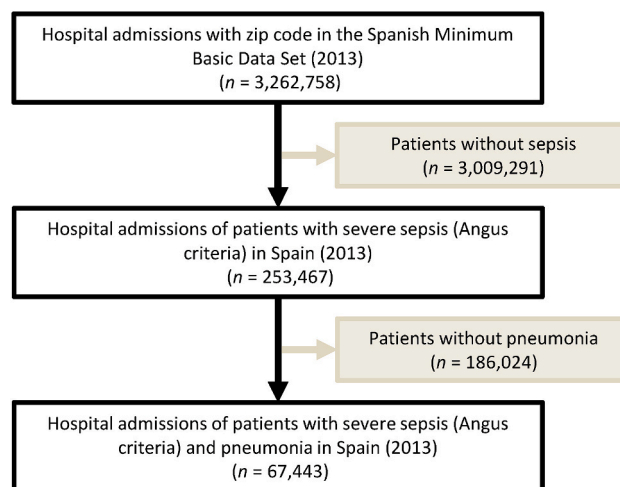 Hospital admissions with zip code in the Spanish Minimum
Basic Data Set (2013)
(n = 3,262,758)
Patients without sepsis
(n = 3,009,291)
Hospital admissions of patients with severe sepsis (Angus
criteria) in Spain (2013)
(n = 253,467)
Patients without pneumonia
(n = 186,024)
Hospital admissions of patients with severe sepsis (Angus
criteria) and pneumonia in Spain (2013)
(n = 67,443)